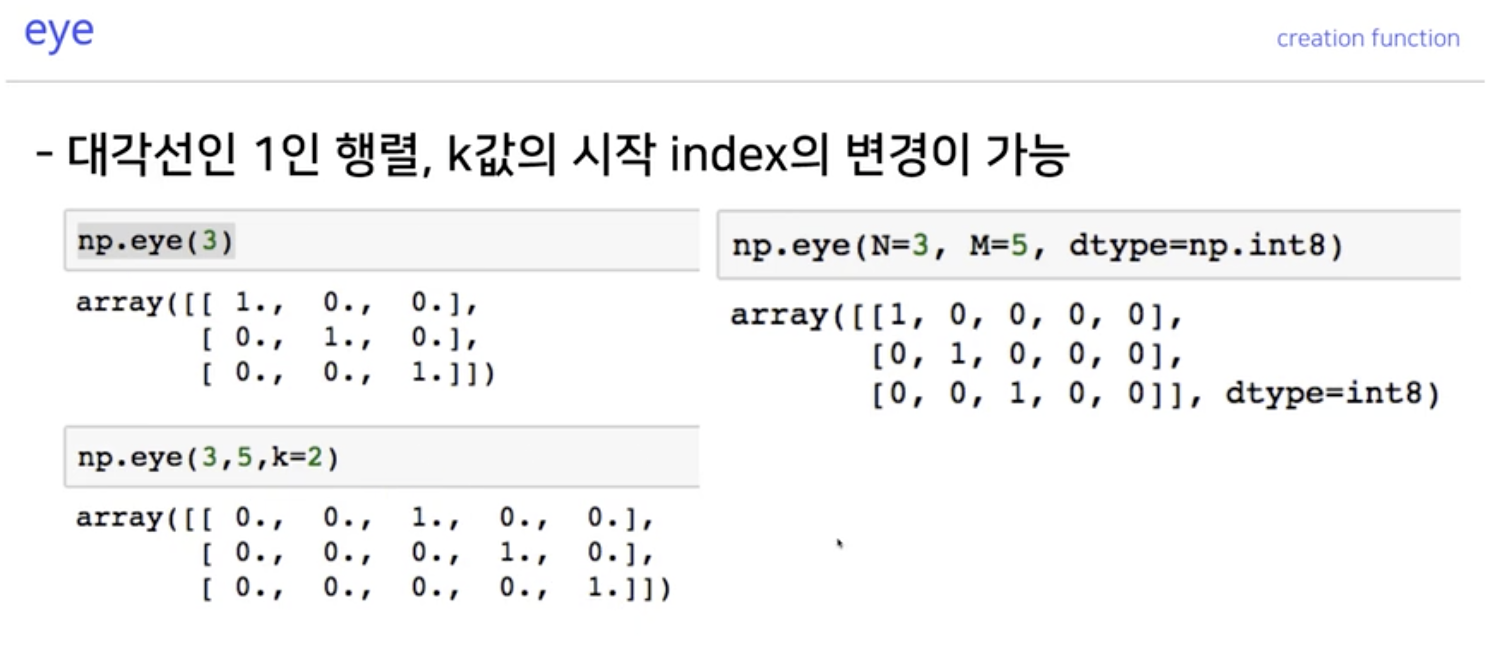 eye
creation function
- 대각선인 1인 행렬, k값의 시작 index의 변경이 가능
np.eye(3)
array([[ 1.,  0.,  0.],
       [ 0.,  1.,  0.],
       [ 0.,  0.,  1.]])
np.eye(3,5,k=2)
array([[ 0.,  0.,  1.,  0.,  0.],
       [ 0.,  0.,  0.,  1.,  0.],
       [ 0.,  0.,  0.,  0.,  1.]])
np.eye(N=3, M=5, dtype=np.int8)
array([[1, 0, 0, 0, 0],
       [0, 1, 0, 0, 0],
       [0, 0, 1, 0, 0]], dtype=int8)